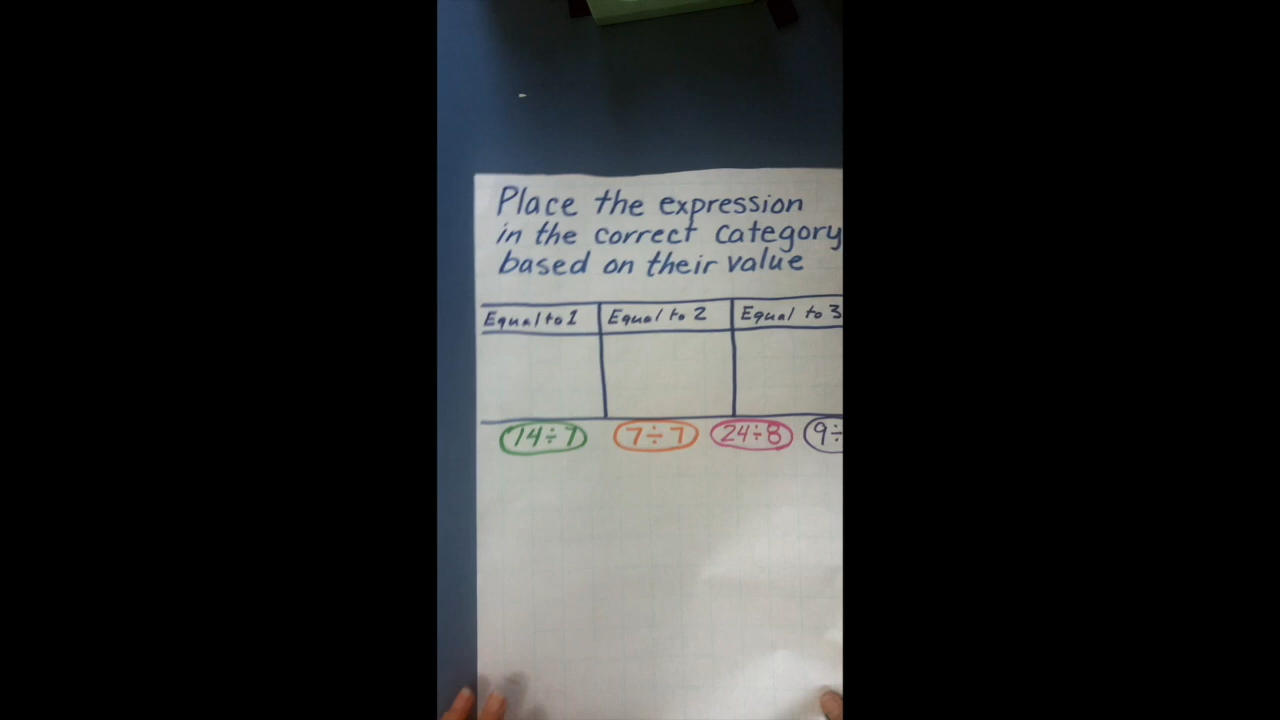 Place the expression
in the correct category
based on their value
Equal to 1 Equal to 2 Equal to 3
14÷7 7÷7 24÷8 9÷